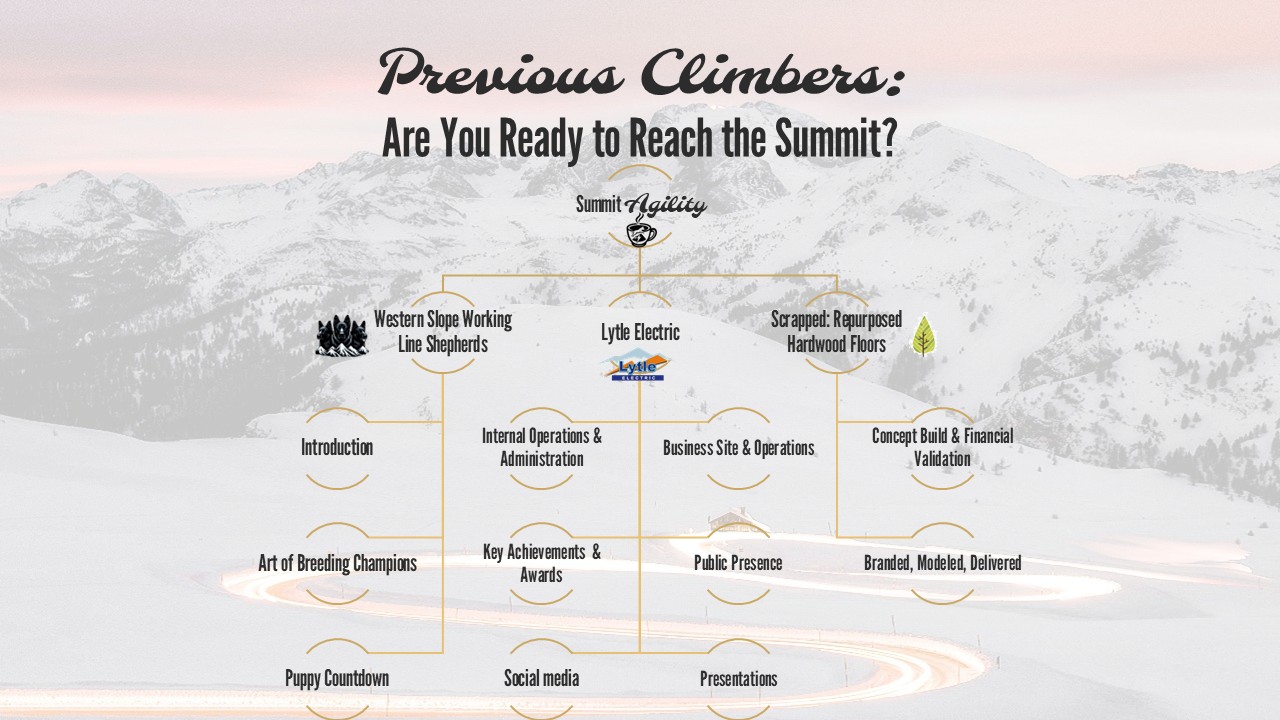 Previous Climbers:
Are You Ready to Reach the Summit?
Summit Agility
Western Slope Working
Line Shepherds
Lytle Electric
Lytle
ELECTRIC
Scrapped: Repurposed
Hardwood Floors
Introduction
Internal Operations &
Administration
Business Site & Operations
Concept Build & Financial
Validation
Art of Breeding Champions
Key Achievements &
Awards
Public Presence
Branded, Modeled, Delivered
Puppy Countdown
Social media
Presentations